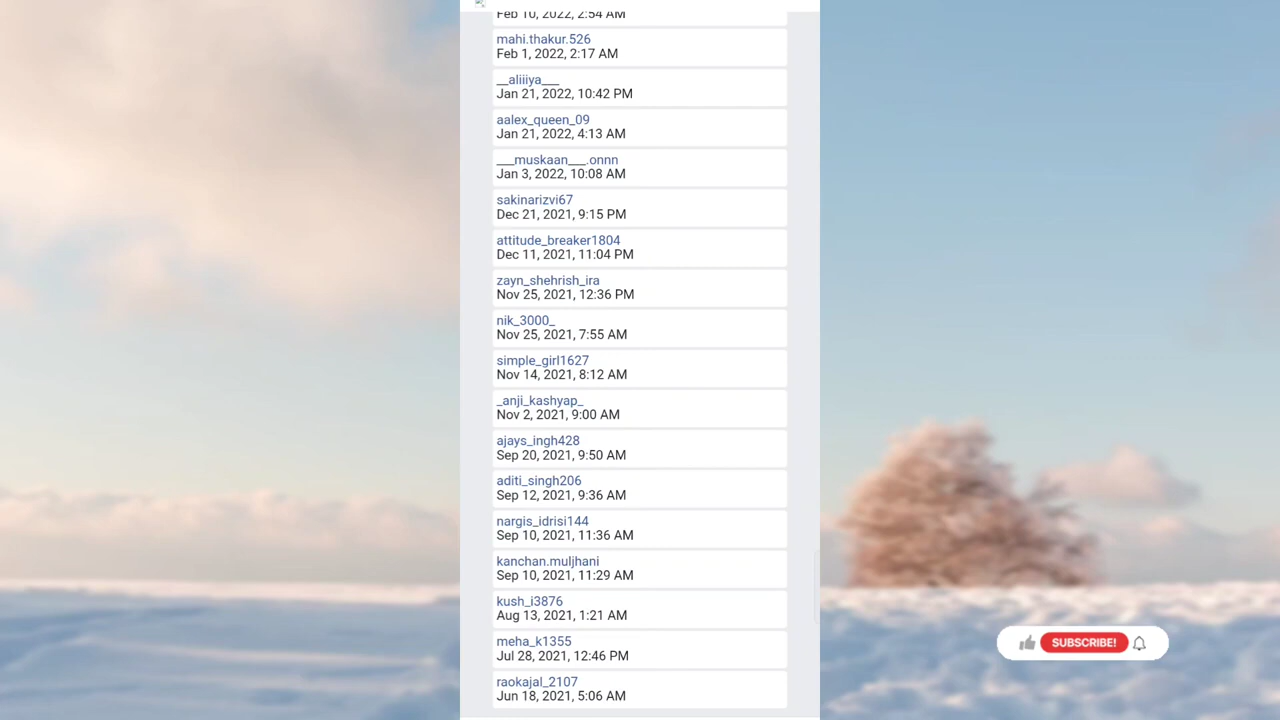 Feb 10, 2022, 2:54 AM
mahi.thakur.526
Feb 1, 2022, 2:17 AM
__aliiiya___
Jan 21, 2022, 10:42 PM
aalex_queen_09
Jan 21, 2022, 4:13 AM
___muskaan___.onnn
Jan 3, 2022, 10:08 AM
sakinarizvi67
Dec 21, 2021, 9:15 PM
attitude_breaker1804
Dec 11, 2021, 11:04 PM
zayn_shehrish_ira
Nov 25, 2021, 12:36 PM
nik_3000_
Nov 25, 2021, 7:55 AM
simple_girl1627
Nov 14, 2021, 8:12 AM
_anji_kashyap_
Nov 2, 2021, 9:00 AM
ajays_ingh428
Sep 20, 2021, 9:50 AM
aditi_singh206
Sep 12, 2021, 9:36 AM
nargis_idrisi144
Sep 10, 2021, 11:36 AM
kanchan.muljhani
Sep 10, 2021, 11:29 AM
kush_i3876
Aug 13, 2021, 1:21 AM
meha_k1355
Jul 28, 2021, 12:46 PM
raokajal_2107
Jun 18, 2021, 5:06 AM
SUBSCRIBE!